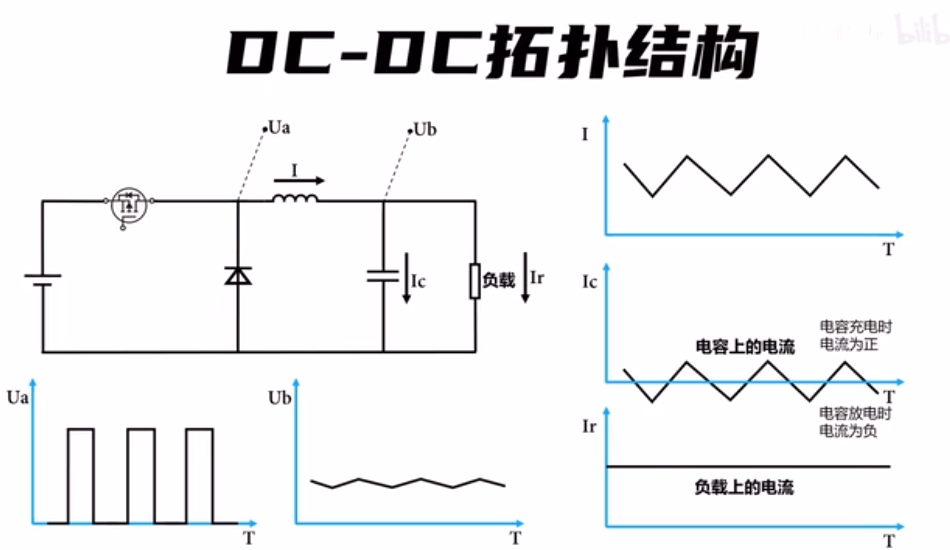 DC-DC拓扑结构
bilib
Ua
Ub
I
Ic
负载
Ir
I
T
Ic
电容上的电流
电容充电时
电流为正
T
电容放电时
电流为负
Ir
负载上的电流
T
Ua
T
Ub
T